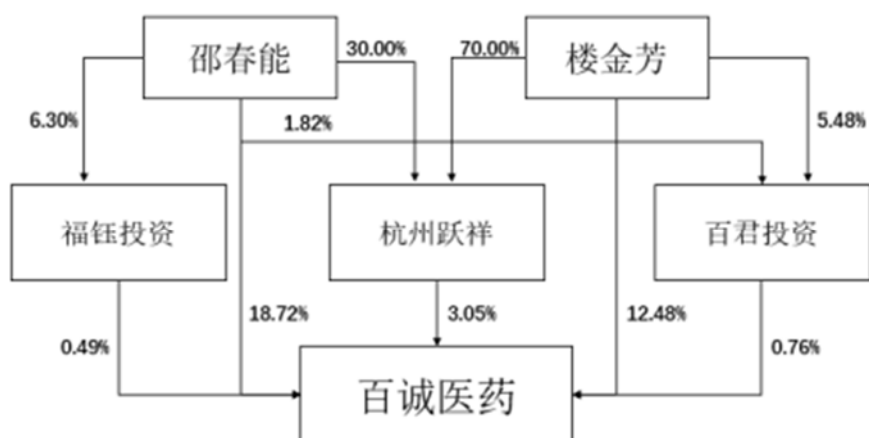 邵春能
30.00%
70.00%
楼金芳
6.30%
1.82%
5.48%
福钰投资
杭州跃祥
百君投资
18.72%
3.05%
12.48%
0.49%
0.76%
百诚医药